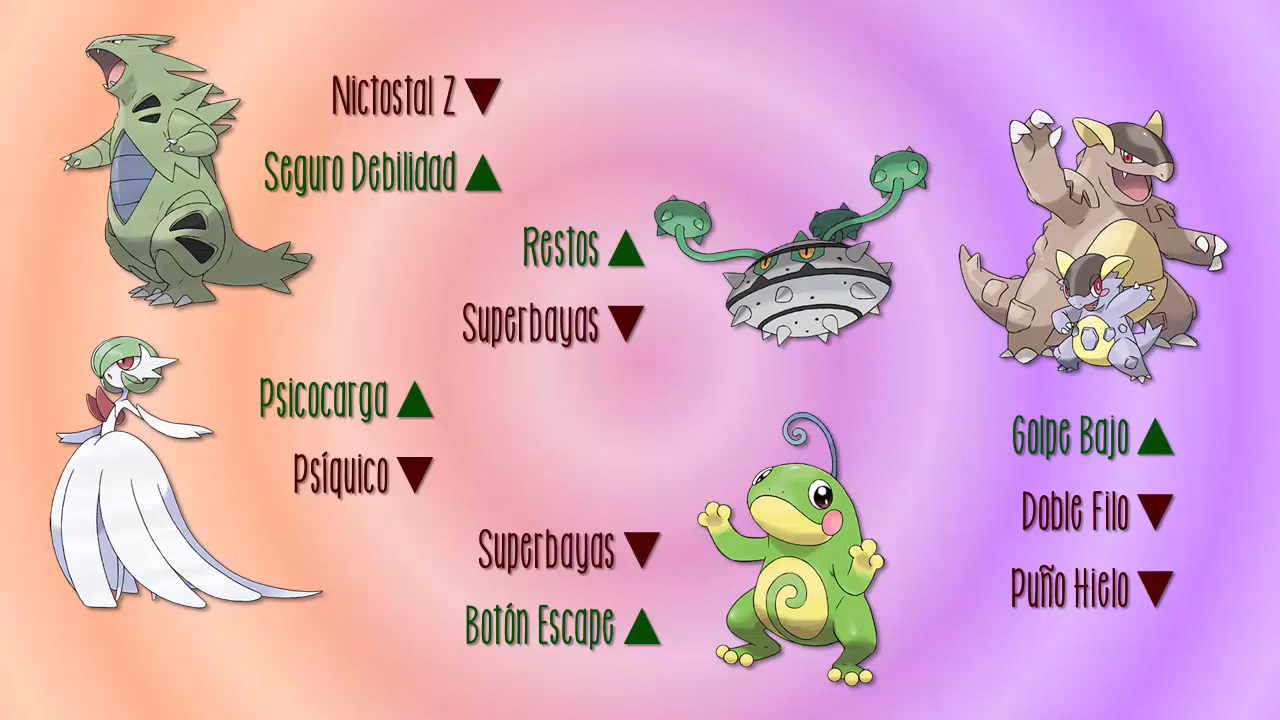 Nictostal Z
Seguro Debilidad
Restos
Superbayas
Psicocarga
Psíquico
Superbayas
Botón Escape
Golpe Bajo
Doble Filo
Puño Hielo